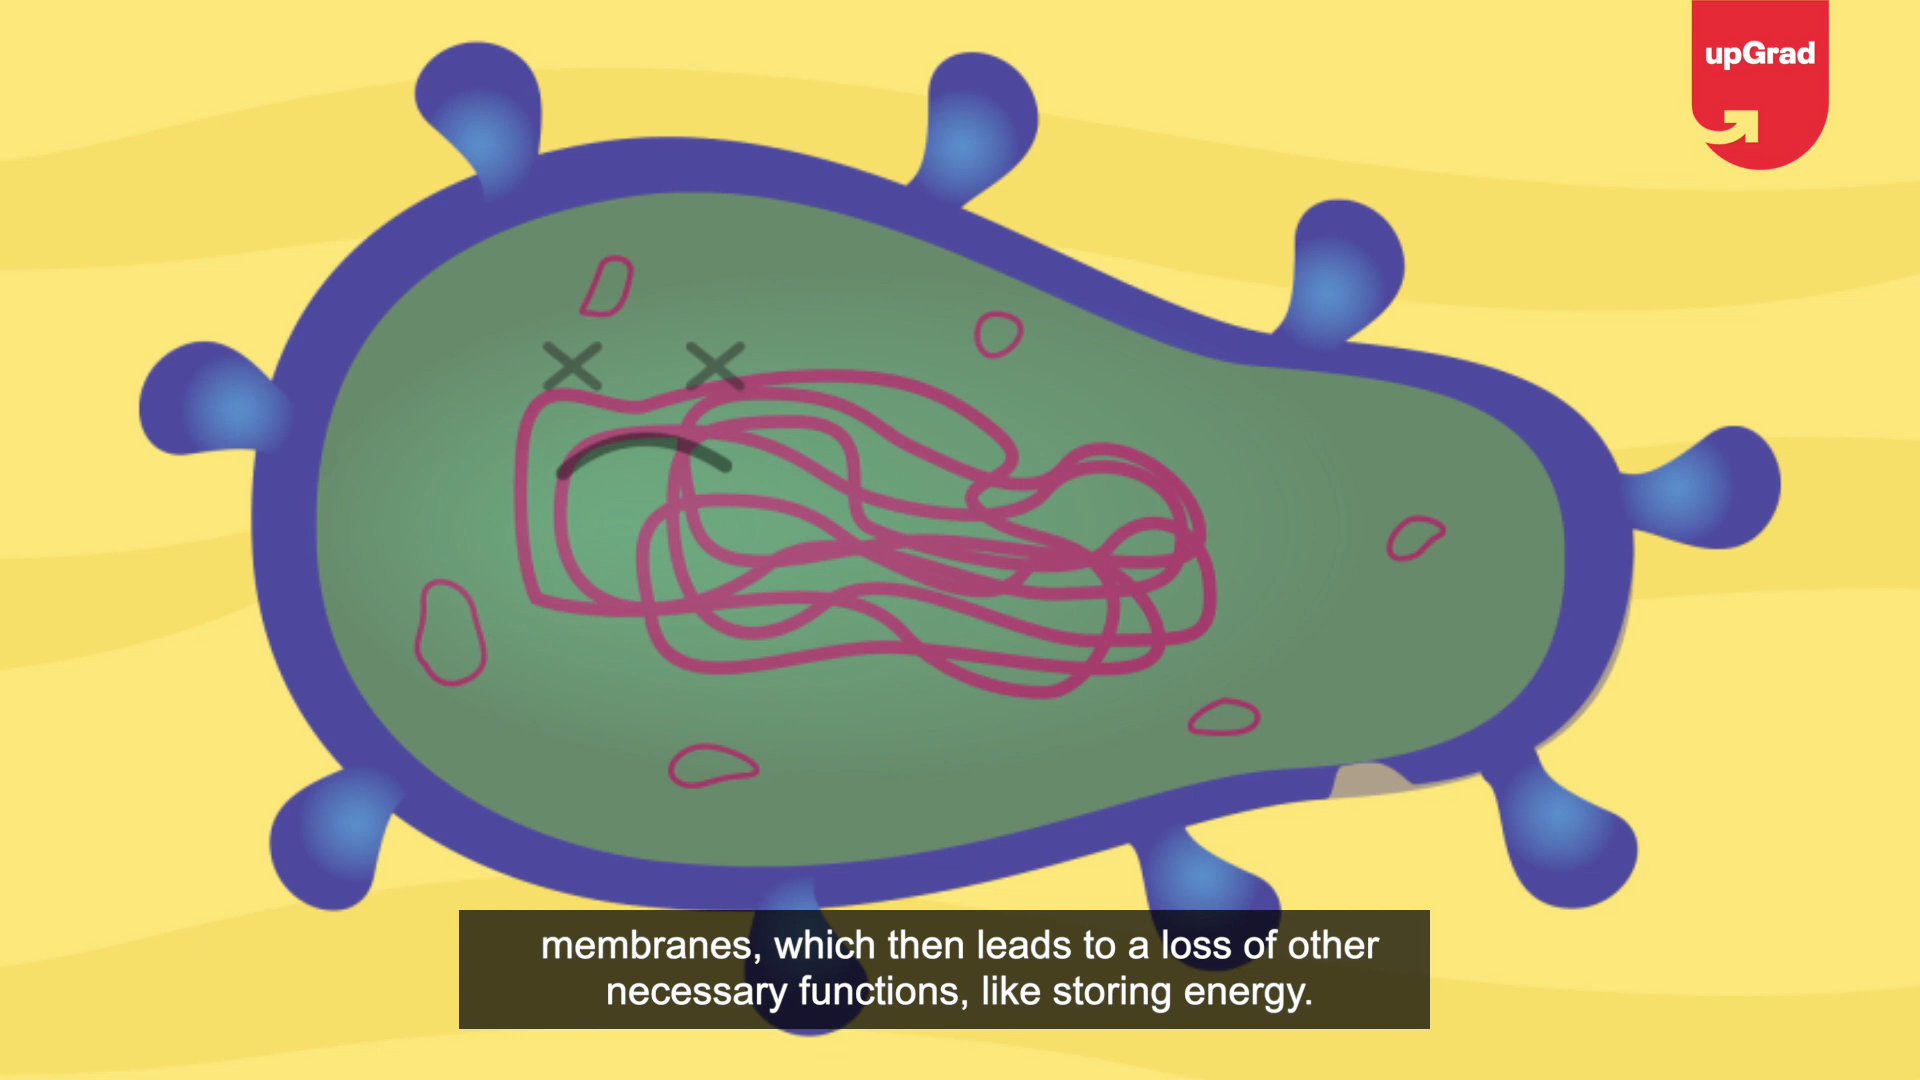 upGrad
membranes, which then leads to a loss of other
necessary functions, like storing energy.